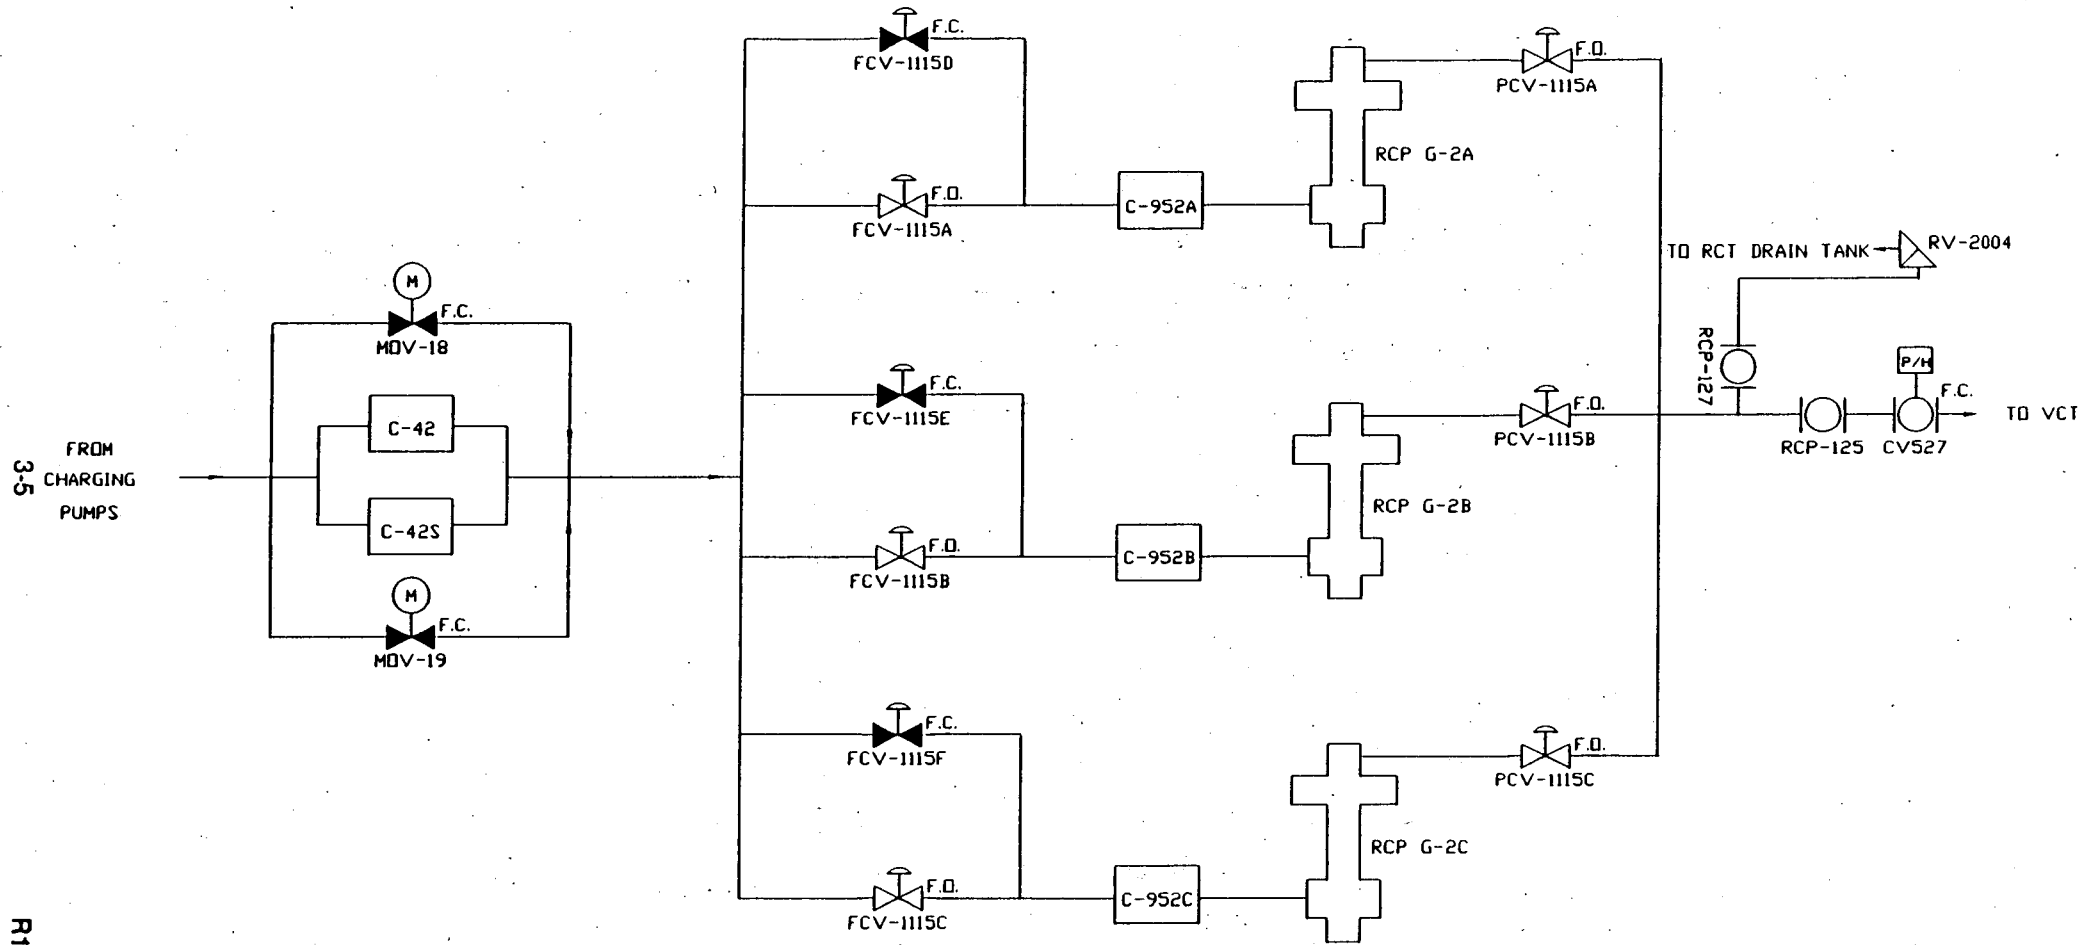 F.C.
FCV-1115D
F.O.
PCV-1115A
RCP G-2A
F.O.
FCV-1115A
C-952A
TO RCT DRAIN TANK
RV-2004
M
F.C.
MOV-18
RCP-127
P/H
F.C.
TO VCT
RCP-125
CV527
F.C.
FCV-1115E
F.O.
PCV-1115B
C-42
FROM
CHARGING
PUMPS
3-5
C-42S
RCP G-2B
F.O.
FCV-1115B
C-952B
M
F.C.
MOV-19
F.C.
FCV-1115F
F.O.
PCV-1115C
RCP G-2C
F.O.
FCV-1115C
C-952C
R1